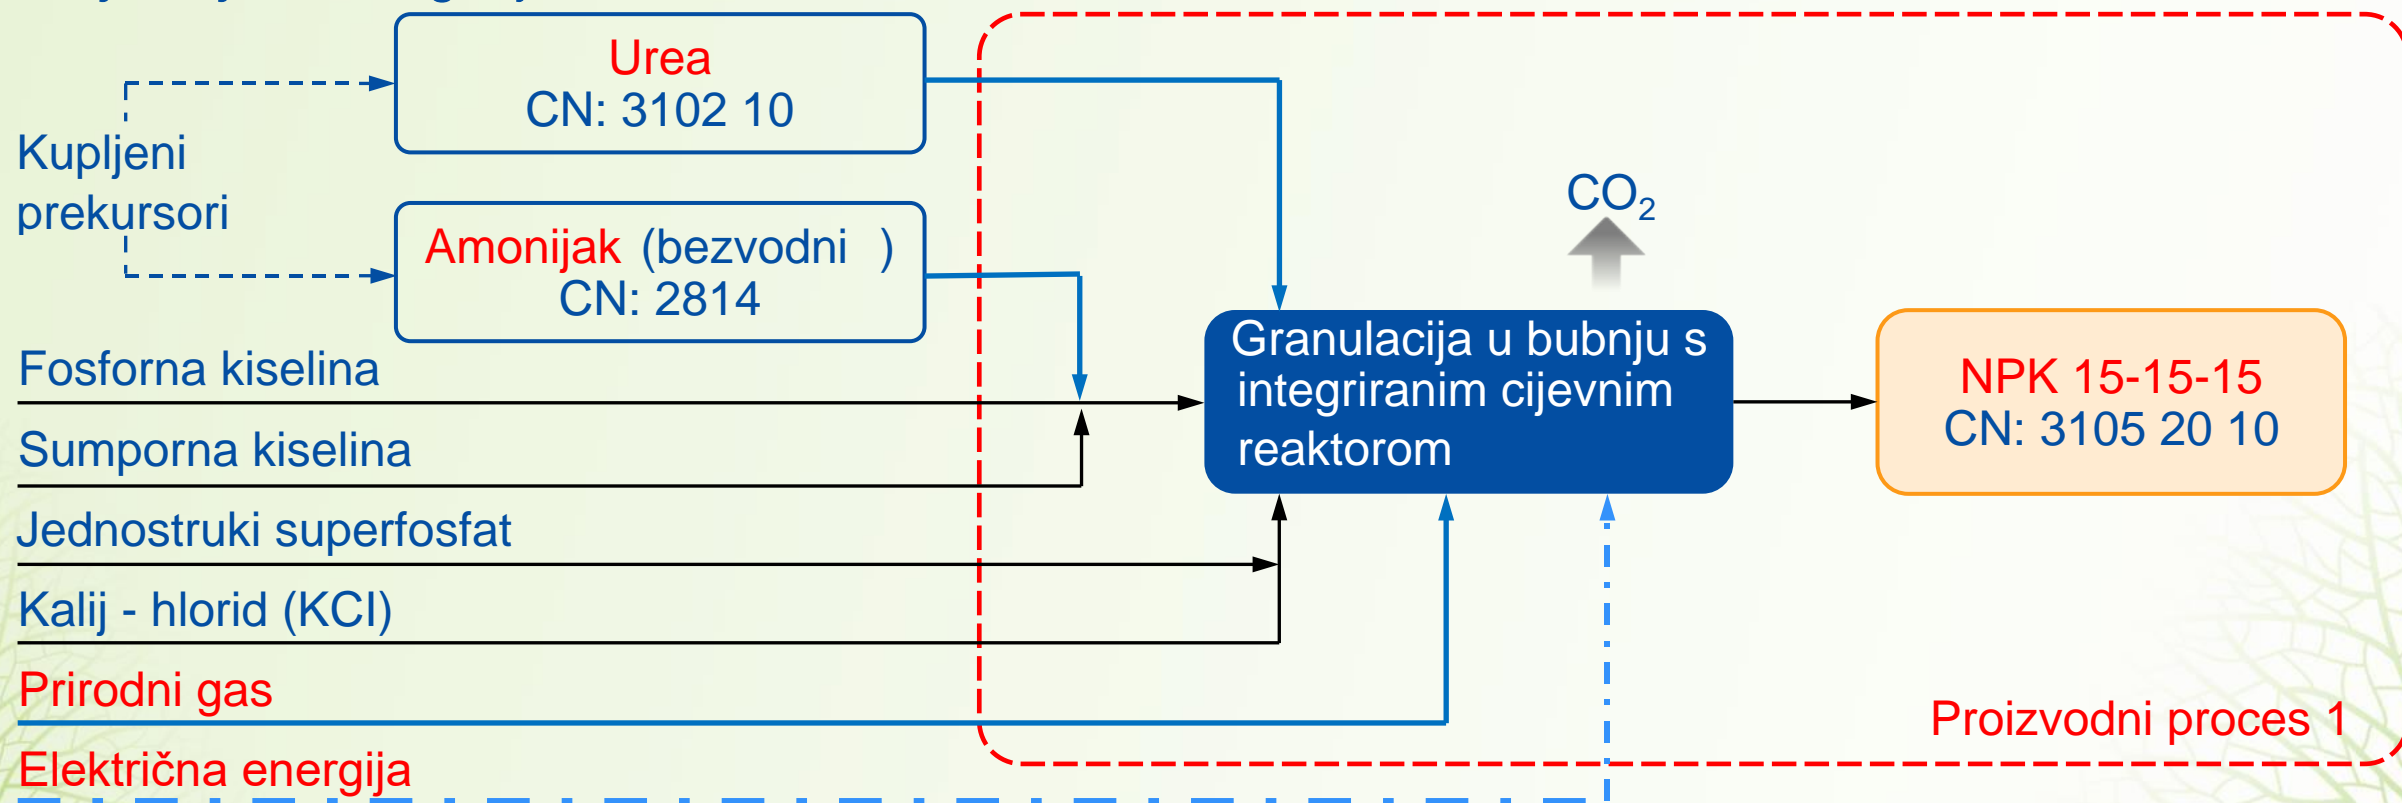 Urea
CN: 3102 10
Kupljeni
prekursori
Amonijak (bezvodni )
CN: 2814
CO₂
Fosforna kiselina
Sumporna kiselina
Jednostruki superfosfat
Kalij - hlorid (KCl)
Prirodni gas
Električna energija
Granulacija u bubnju s
integriranim cijevnim
reaktorom
NPK 15-15-15
CN: 3105 20 10
Proizvodni proces 1